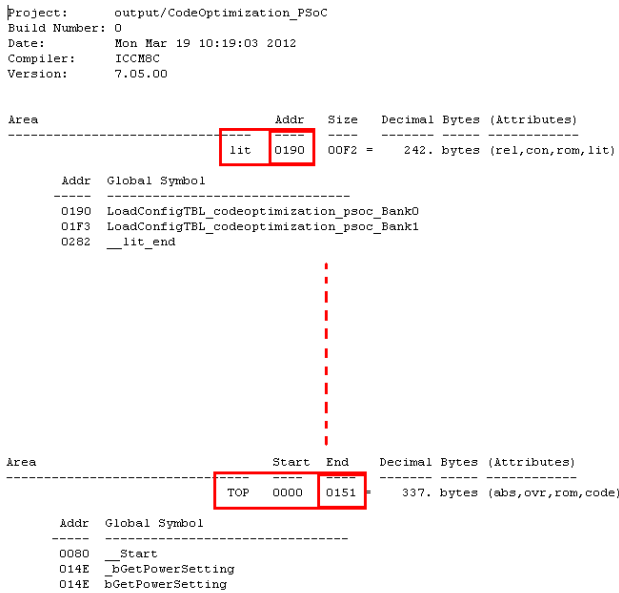 Project: output/CodeOptimization_PSoC
Build Number: 0
Date: Mon Mar 19 10:19:03 2012
Compiler: ICCM8C
Version: 7.05.00
Area Addr Size Decimal Bytes (Attributes)
-------------------------------- ---- ---- ------- ----- ------------
lit 0190 00F2 = 242. bytes (rel,con,rom,lit)
Addr Global Symbol
----- --------------------------------
0190 LoadConfigTBL_codeoptimization_psoc_Bank0
01F3 LoadConfigTBL_codeoptimization_psoc_Bank1
0282 __lit_end
Area Start End Decimal Bytes (Attributes)
-------------------------------- ---- ---- ------- ----- ------------
TOP 0000 0151 = 337. bytes (abs,ovr,rom,code)
Addr Global Symbol
----- --------------------------------
0080 __Start
014E _bGetPowerSetting
014E bGetPowerSetting